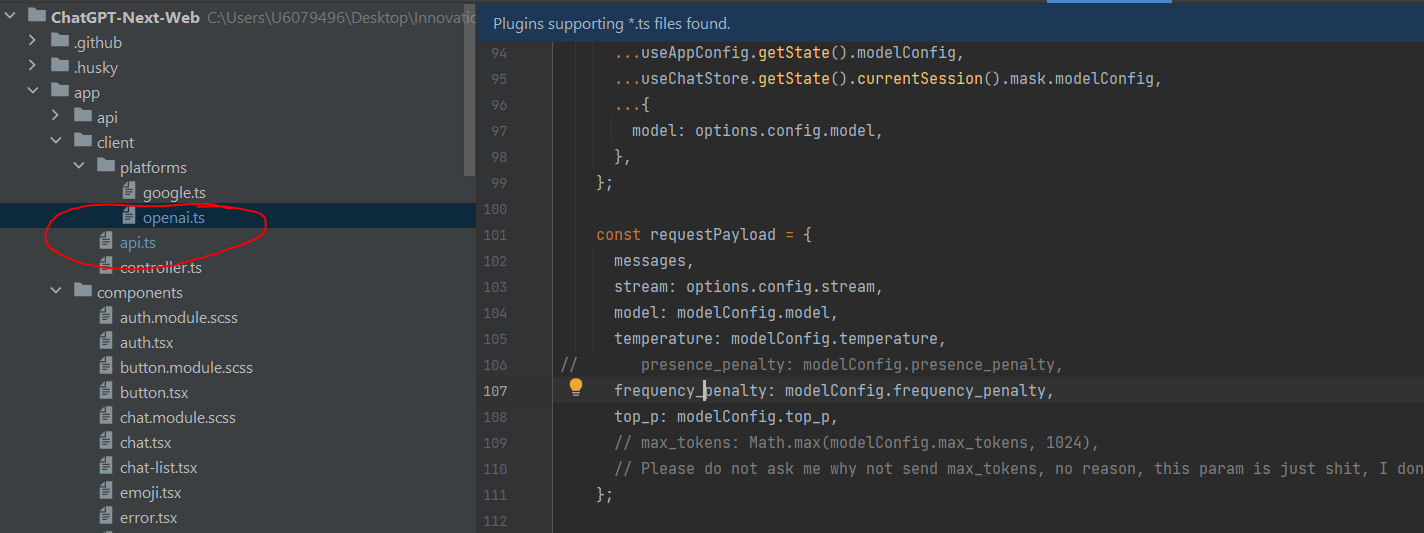 ChatGPT-Next-Web C:\Users\U6079496\Desktop\Innovatio
.github
.husky
app
api
client
platforms
google.ts
openai.ts
api.ts
controller.ts
components
auth.module.scss
auth.tsx
button.module.scss
button.tsx
chat.module.scss
chat.tsx
chat-list.tsx
emoji.tsx
error.tsx
Plugins supporting *.ts files found.
94 ...useAppConfig.getState().modelConfig,
95 ...useChatStore.getState().currentSession().mask.modelConfig,
96 ...{
97 model: options.config.model,
98 },
99 };
100
101 const requestPayload = {
102 messages,
103 stream: options.config.stream,
104 model: modelConfig.model,
105 temperature: modelConfig.temperature,
106 // presence_penalty: modelConfig.presence_penalty,
107 frequency_penalty: modelConfig.frequency_penalty,
108 top_p: modelConfig.top_p,
109 // max_tokens: Math.max(modelConfig.max_tokens, 1024),
110 // Please do not ask me why not send max_tokens, no reason, this param is just shit, I don
111 };
112